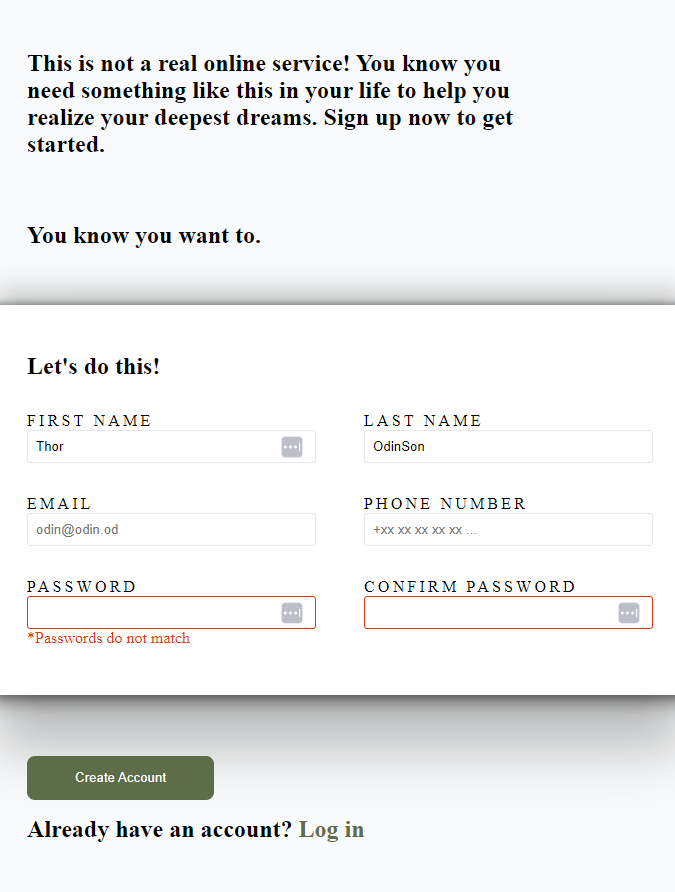 This is not a real online service! You know you
need something like this in your life to help you
realize your deepest dreams. Sign up now to get
started.
You know you want to.
Let's do this!
FIRST NAME
LAST NAME
Thor
OdinSon
EMAIL
PHONE NUMBER
odin@odin.od
+xx xx xx xx xx ...
PASSWORD
CONFIRM PASSWORD
*Passwords do not match
Create Account
Already have an account? Log in